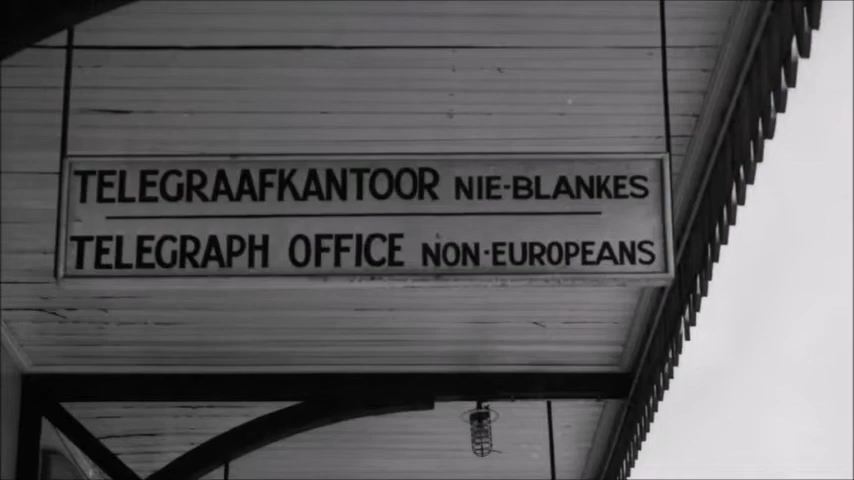 TELEGRAAFKANTOOR NIE-BLANKES
TELEGRAPH OFFICE NON-EUROPEANS